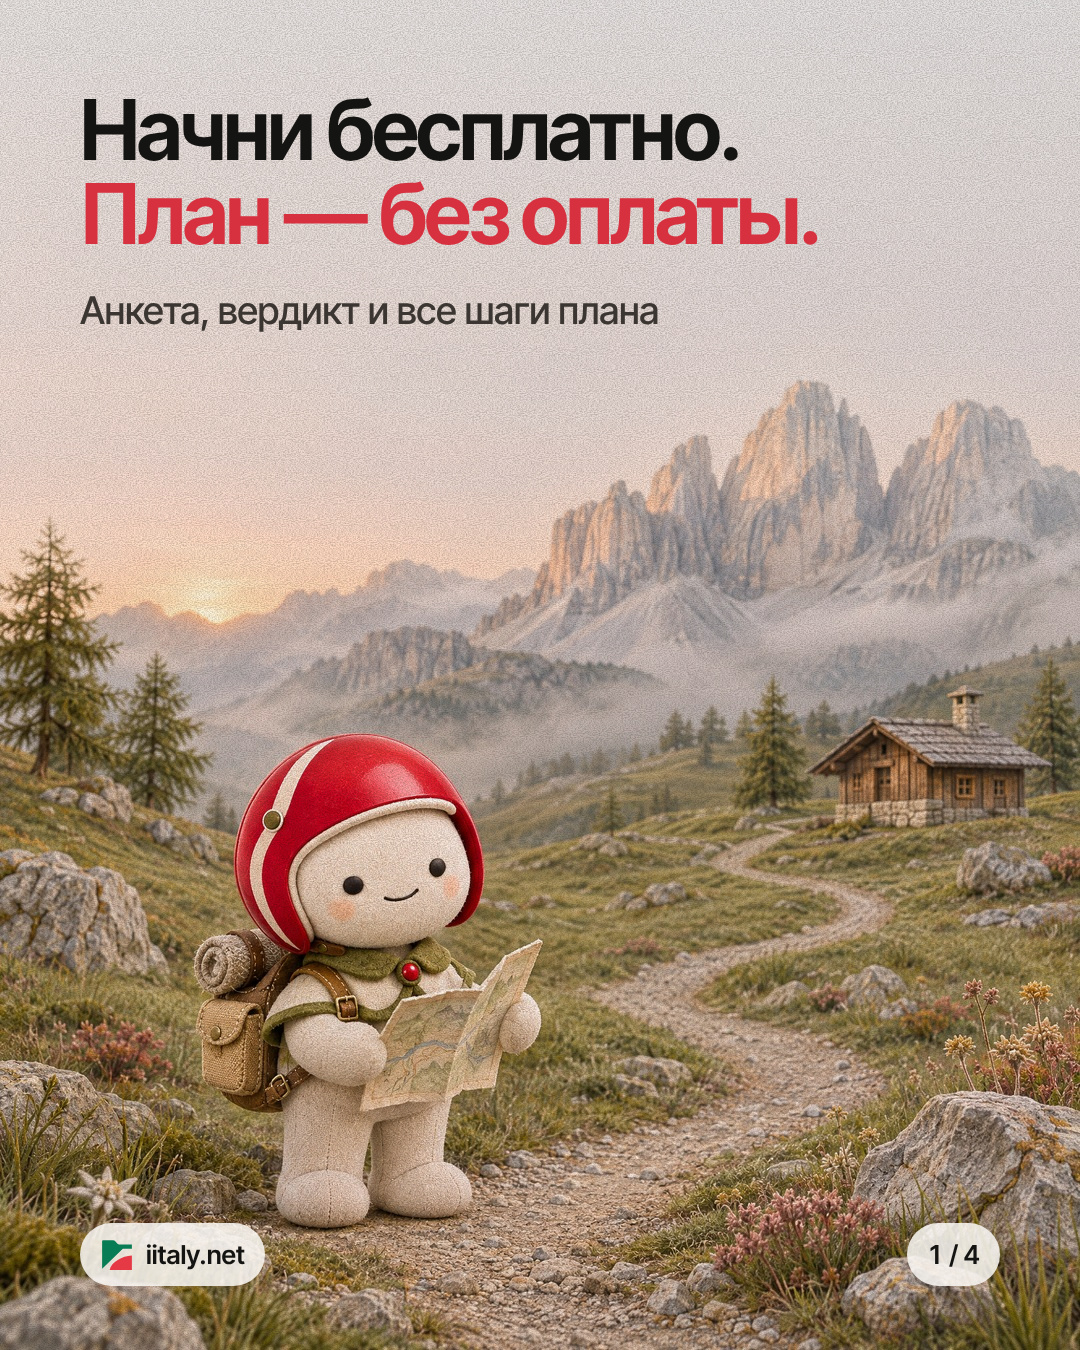 Начни бесплатно.
План — без оплаты.
Анкета, вердикт и все шаги плана
iitaly.net
1 / 4